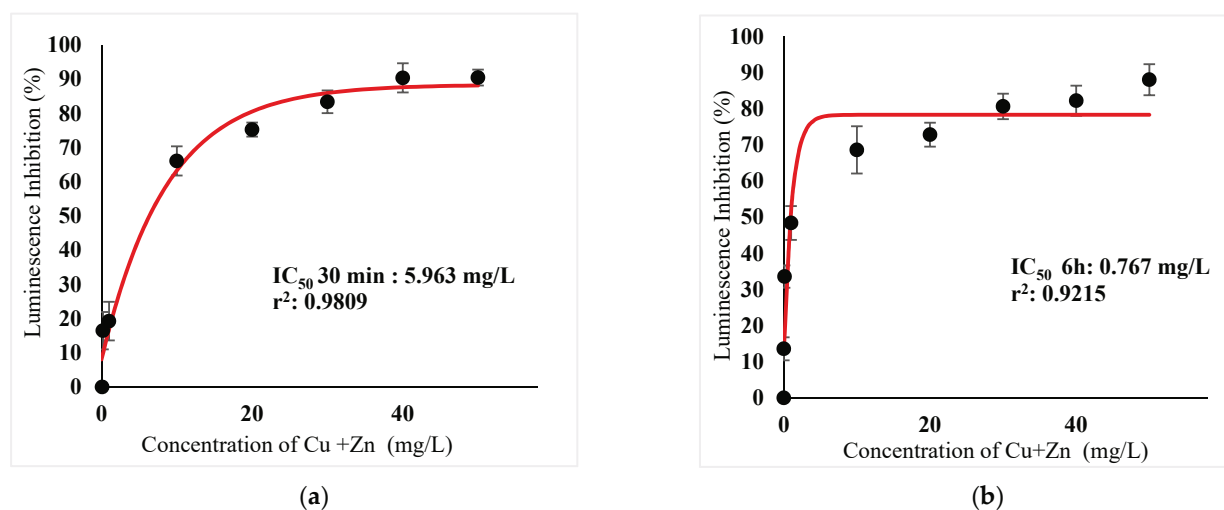 Luminescence Inhibition (%)
100
90
80
70
60
50
40
30
20
10
0
IC₅₀ 30 min : 5.963 mg/L
r²: 0.9809
0 20 40
Concentration of Cu +Zn (mg/L)
(a)
Luminescence Inhibition (%)
100
90
80
70
60
50
40
30
20
10
0
IC₅₀ 6h: 0.767 mg/L
r²: 0.9215
0 20 40
Concentration of Cu+Zn (mg/L)
(b)